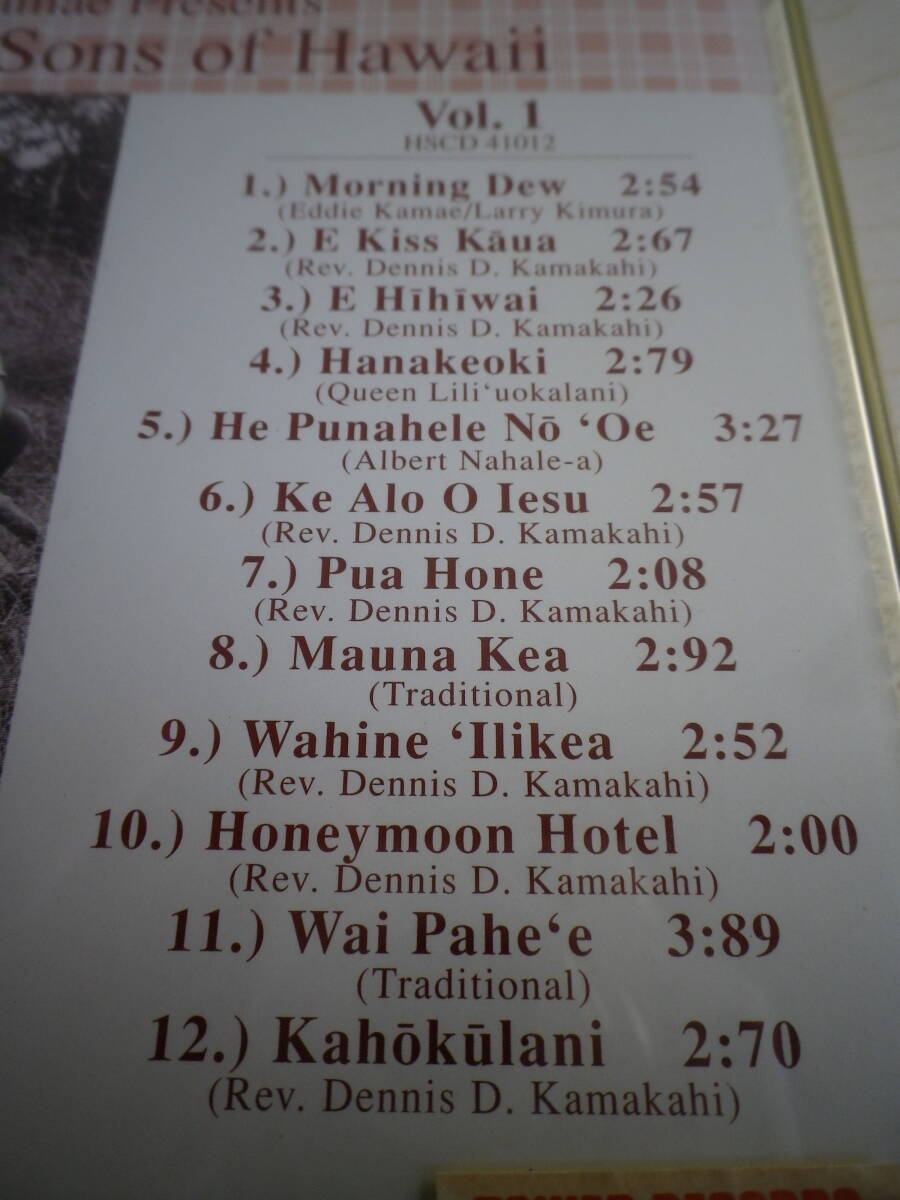 Presents
Sons of Hawaii
Vol. 1
HSCD 41012
1.) Morning Dew 2:54
(Eddie Kamae/Larry Kimura)
2.) E Kiss Kāua 2:67
(Rev. Dennis D. Kamakahi)
3.) E Hīhīwai 2:26
(Rev. Dennis D. Kamakahi)
4.) Hanakeoki 2:79
(Queen Lili‘uokalani)
5.) He Punahele Nō ‘Oe 3:27
(Albert Nahale-a)
6.) Ke Alo O Iesu 2:57
(Rev. Dennis D. Kamakahi)
7.) Pua Hone 2:08
(Rev. Dennis D. Kamakahi)
8.) Mauna Kea 2:92
(Traditional)
9.) Wahine ‘Ilikea 2:52
(Rev. Dennis D. Kamakahi)
10.) Honeymoon Hotel 2:00
(Rev. Dennis D. Kamakahi)
11.) Wai Pahe‘e 3:89
(Traditional)
12.) Kahōkūlani 2:70
(Rev. Dennis D. Kamakahi)